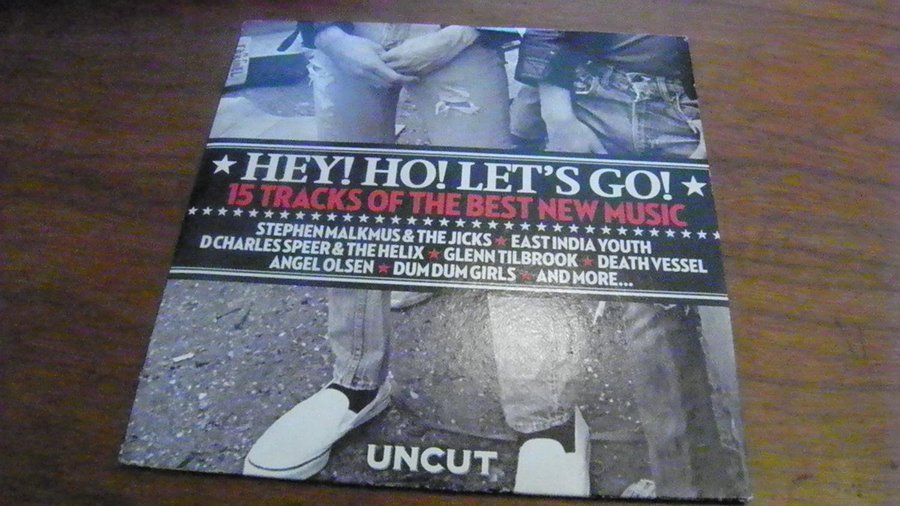 ★ HEY! HO! LET'S GO! ★
15 TRACKS OF THE BEST NEW MUSIC
STEPHEN MALKMUS & THE JICKS ★ EAST INDIA YOUTH
D CHARLES SPEER & THE HELIX ★ GLENN TILBROOK ★ DEATH VESSEL
ANGEL OLSEN ★ DUM DUM GIRLS ★ AND MORE...
UNCUT